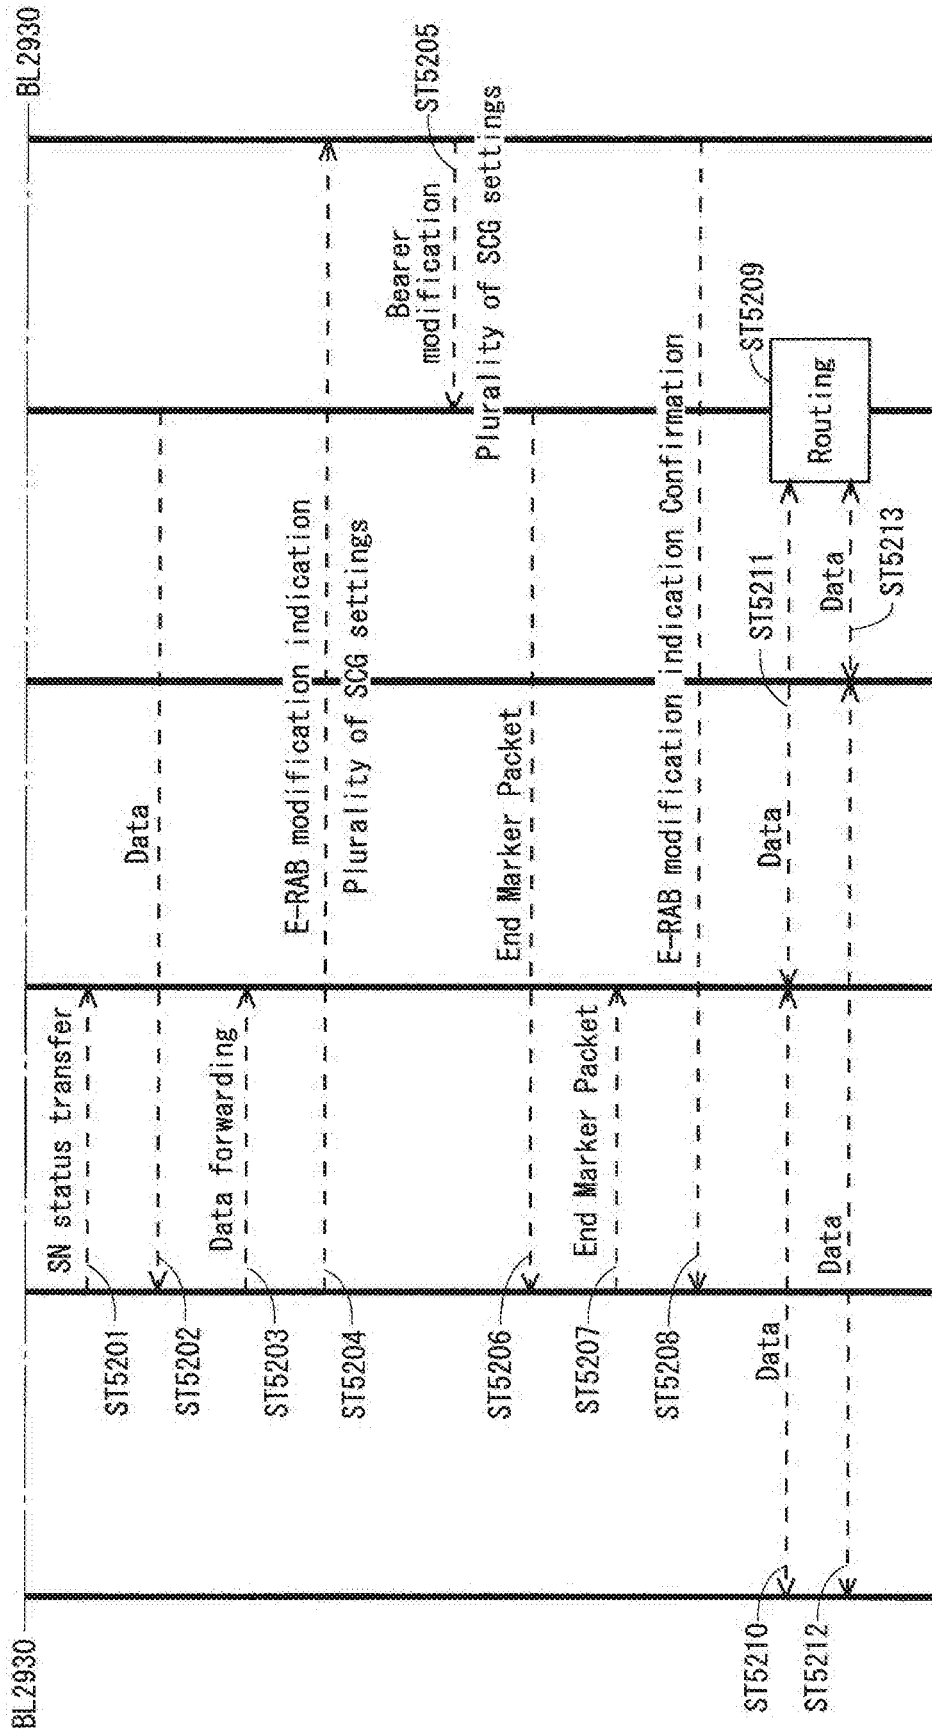 BL2930
BL2930
SN status transfer
ST5201
Data
ST5202
Data forwarding
ST5203
E-RAB modification indication
Plurality of SCG settings
ST5204
Bearer
modification
ST5205
Plurality of SCG settings
End Marker Packet
ST5206
End Marker Packet
ST5207
E-RAB modification indication Confirmation
ST5208
Routing
ST5209
Data
Data
ST5210
ST5211
Data
Data
ST5212
ST5213